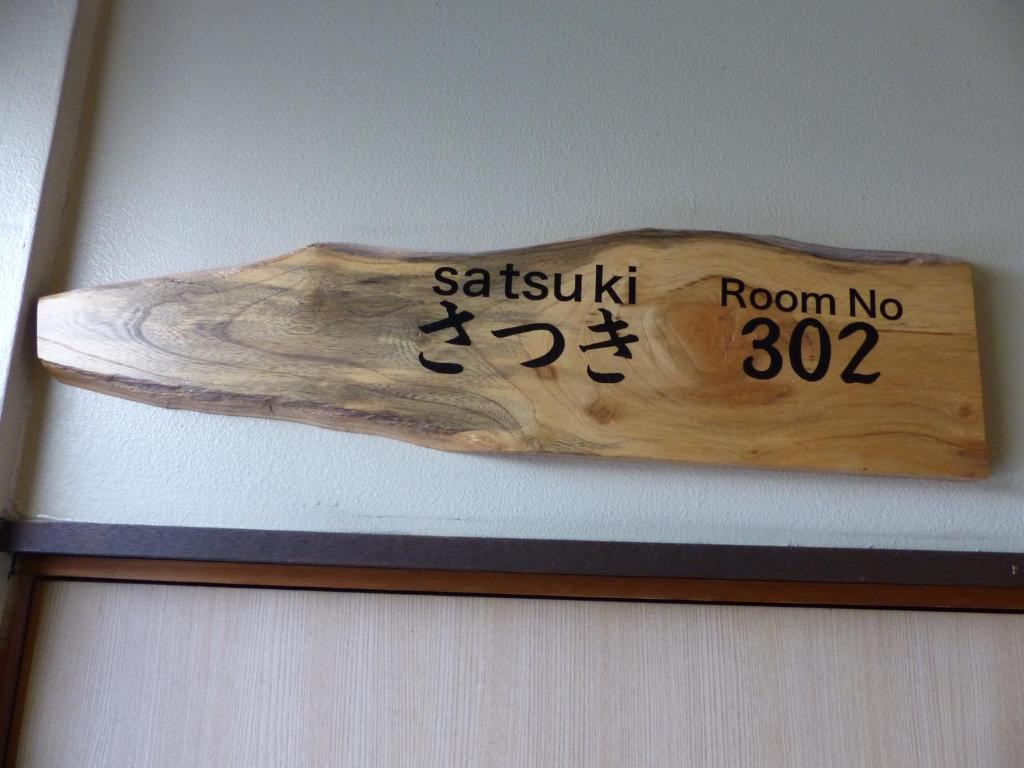 satsuki
さつき
Room No
302